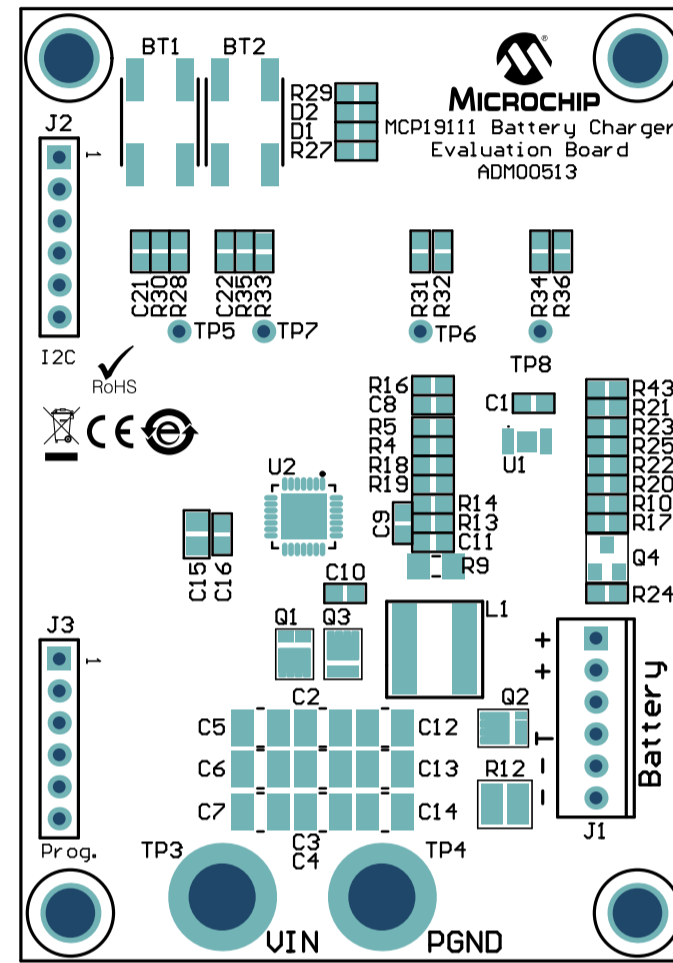 BT1 BT2
®
MICROCHIP
MCP19111 Battery Charger
Evaluation Board
ADM00513
R29
D2
D1
R27
J2
1
I2C
C21
R30
R28
C22
R35
R33
R31
R32
R34
R36
TP5
TP7
TP6
TP8
RoHS
CE
e
R16
C8
R5
R4
R18
R19
R14
R13
C11
C9
R9
C1
U1
R43
R21
R23
R25
R22
R20
R10
R17
Q4
R24
U2
C15
C16
C10
Q1 Q3
L1
J3
1
Prog.
C2
C5
C6
C7
C12
C13
C14
C3
C4
Q2
R12
+
+
T
-
-
Battery
J1
TP3
TP4
VIN
PGND